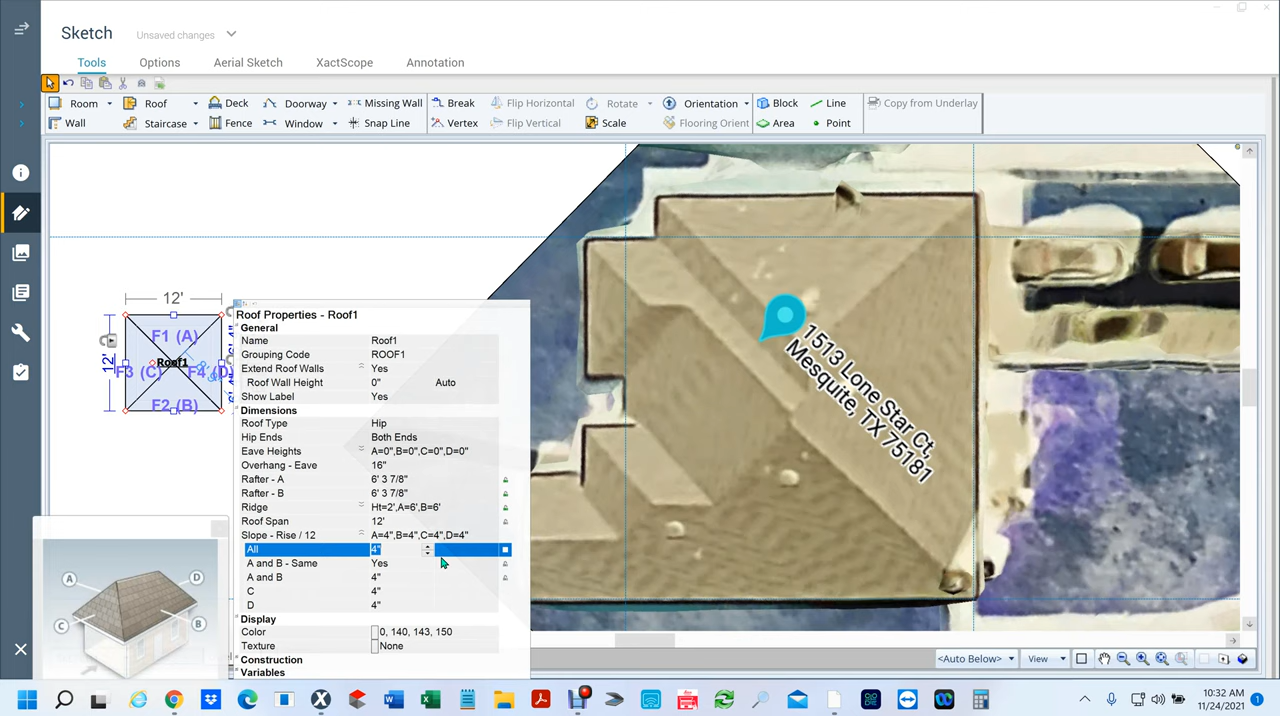 Sketch
Unsaved changes
Tools
Options
Aerial Sketch
XactScope
Annotation
Room
Roof
Deck
Doorway
Missing Wall
Break
Flip Horizontal
Rotate
Orientation
Block
Line
Copy from Underlay
Wall
Staircase
Fence
Window
Snap Line
Vertex
Flip Vertical
Scale
Flooring Orient
Area
Point
12'
F1 (A)
12'
Roof1
F3 (C)
F4 (D)
F2 (B)
Roof Properties - Roof1
General
Name Roof1
Grouping Code ROOF1
Extend Roof Walls Yes
Roof Wall Height 0" Auto
Show Label Yes
Dimensions
Roof Type Hip
Hip Ends Both Ends
Eave Heights A=0",B=0",C=0",D=0"
Overhang - Eave 16"
Rafter - A 6' 3 7/8"
Rafter - B 6' 3 7/8"
Ridge Ht=2',A=6',B=6'
Roof Span 12'
Slope - Rise / 12 A=4",B=4",C=4",D=4"
All 4"
A and B - Same Yes
A and B 4"
C 4"
D 4"
Display
Color 0, 140, 143, 150
Texture None
Construction
Variables
A
D
C
B
1513 Lone Star Ct,
Mesquite, TX 75181
<Auto Below>
View
10:32 AM
11/24/2021
1